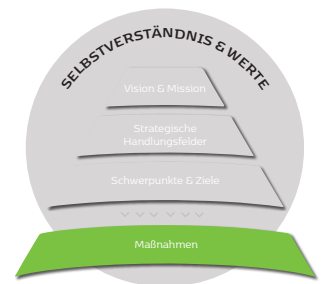 SELBSTVERSTÄNDNIS & WERTE
Vision & Mission
Strategische
Handlungsfelder
Schwerpunkte & Ziele
Maßnahmen